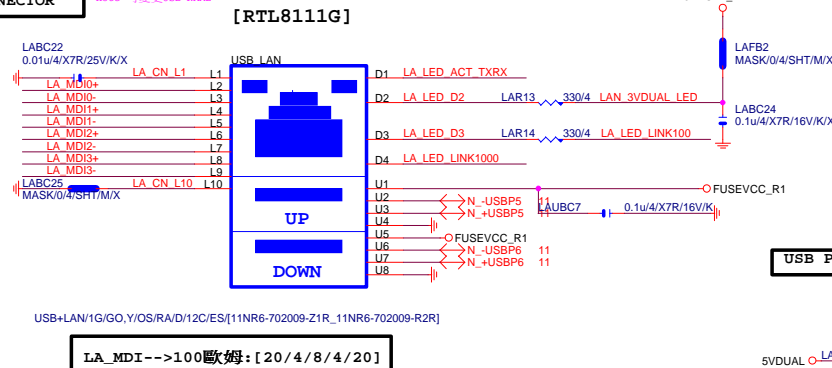 [RTL8111G]
LABC22
0.01u/4/X7R/25V/K/X
USB_LAN
LAFB2
MASK/0/4/SHT/M/X
LA_CN_L1 L1 D1 LA_LED_ACT_TXRX
LA_MDI0+ L2
LA_MDI0- L3 D2 LA_LED_D2 LAR13 330/4 LAN_3VDUAL_LED
LA_MDI1+ L4
LABC24
0.1u/4/X7R/16V/K/X
LA_MDI1- L5
LA_MDI2+ L6 D3 LA_LED_D3 LAR14 330/4 LA_LED_LINK100
LA_MDI2- L7
LA_MDI3+ L8 D4 LA_LED_LINK1000
LA_MDI3- L9
LABC25
MASK/0/4/SHT/M/X
LA_CN_L10 L10 U1 FUSEVCC_R1
U2 N_-USBP5 11
U3 N_+USBP5 11
LAUBC7 0.1u/4/X7R/16V/K
UP
U4
U5 FUSEVCC_R1
U6 N_-USBP6 11
U7 N_+USBP6 11
DOWN
U8
USB P
USB+LAN/1G/GO,Y/OS/RA/D/12C/ES/[11NR6-702009-Z1R_11NR6-702009-R2R]
LA_MDI-->100歐姆:[20/4/8/4/20]
5VDUAL LA